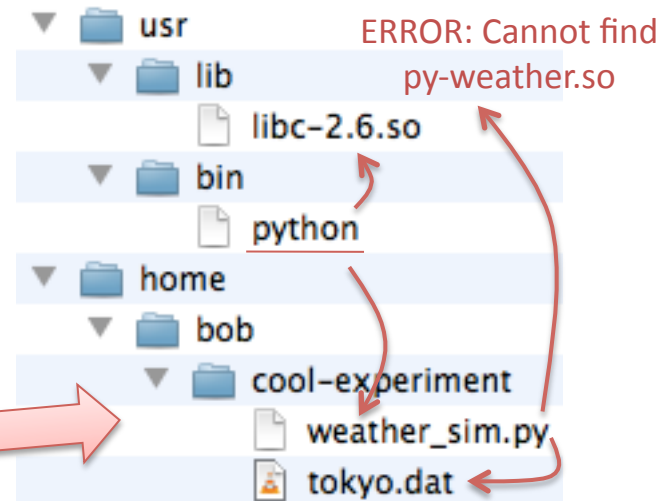 usr
ERROR: Cannot find
lib
py-weather.so
libc-2.6.so
bin
python
home
bob
cool-experiment
weather_sim.py
tokyo.dat